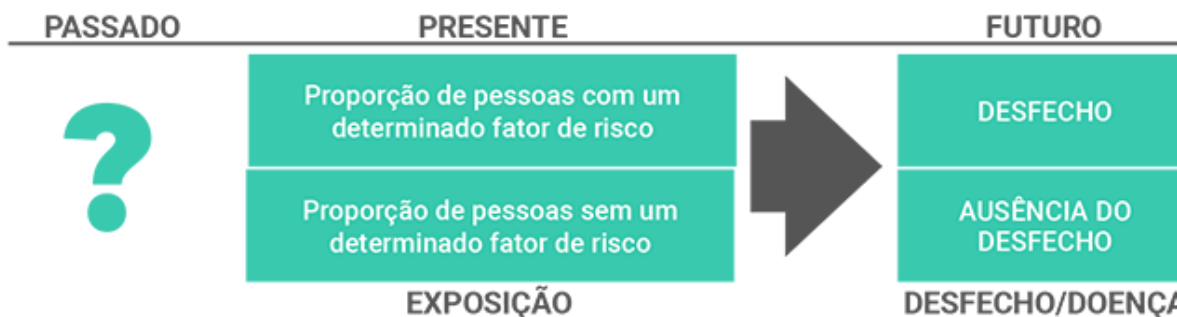 PASSADO
PRESENTE
FUTURO
?
Proporção de pessoas com um
determinado fator de risco
DESFECHO
Proporção de pessoas sem um
determinado fator de risco
AUSÊNCIA DO
DESFECHO
EXPOSIÇÃO
DESFECHO/DOENÇA